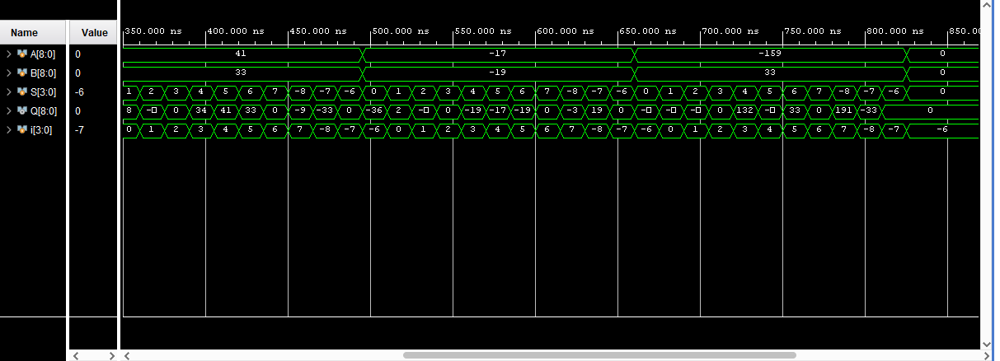 Name Value
350.000 ns 400.000 ns 450.000 ns 500.000 ns 550.000 ns 600.000 ns 650.000 ns 700.000 ns 750.000 ns 800.000 ns 850.00
A[8:0] 0 41 -17 -159 0
B[8:0] 0 33 -19 33 0
S[3:0] -6 1 2 3 4 5 6 7 -8 -7 -6 0 1 2 3 4 5 6 7 -8 -7 -6 0 1 2 3 4 5 6 7 -8 -7 -6 0
Q[8:0] 0 8 -□ 0 34 41 33 0 -9 -33 0 -36 2 -□ 0 -19 -17 -19 0 -3 19 0 -□ -□ -□ 0 132 -□ 33 0 191 -33 0
i[3:0] -7 0 1 2 3 4 5 6 7 -8 -7 -6 0 1 2 3 4 5 6 7 -8 -7 -6 0 1 2 3 4 5 6 7 -8 -7 -6